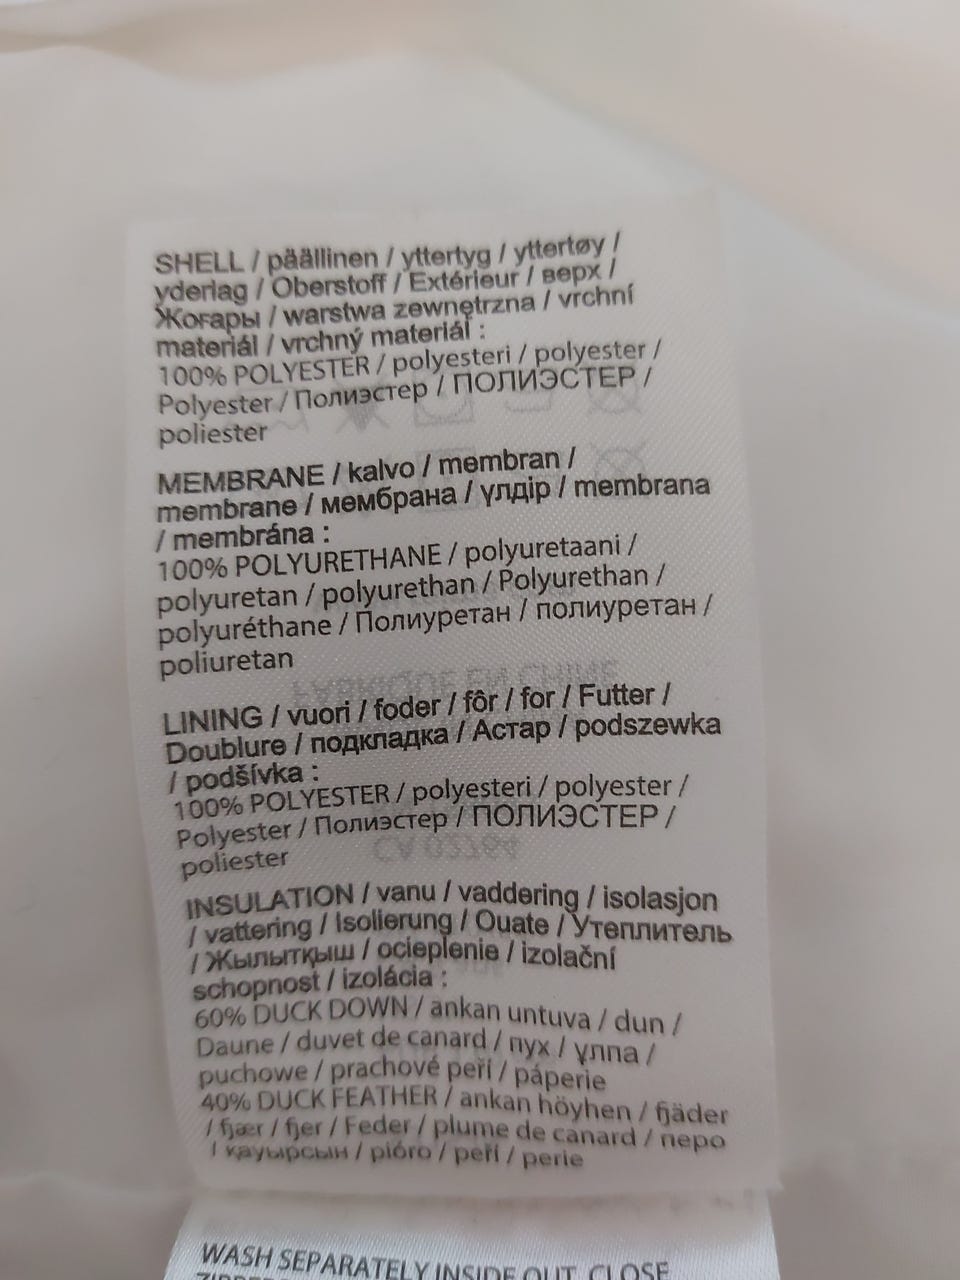 SHELL / päällinen / yttertyg / yttertøy /
yderlag / Oberstoff / Extérieur / верх /
Жоғары / warstwa zewnętrzna / vrchní
materiál / vrchný materiál :
100% POLYESTER / polyesteri / polyester /
Polyester / Полиэстер / ПОЛИЭСТЕР /
poliester
MEMBRANE / kalvo / membran /
membrane / мембрана / үлдір / membrana
/ membrána :
100% POLYURETHANE / polyuretaani /
polyuretan / polyurethan / Polyurethan /
polyuréthane / Полиуретан / полиуретан /
poliuretan
LINING / vuori / foder / fôr / for / Futter /
Doublure / подкладка / Астар / podszewka
/ podšívka :
100% POLYESTER / polyesteri / polyester /
Polyester / Полиэстер / ПОЛИЭСТЕР /
poliester
INSULATION / vanu / vaddering / isolasjon
/ vattering / Isolierung / Ouate / Утеплитель
/ Жылытқыш / ocieplenie / izolační
schopnost / izolácia :
60% DUCK DOWN / ankan untuva / dun /
Daune / duvet de canard / пух / ұлпа /
puchowe / prachové peří / páperie
40% DUCK FEATHER / ankan höyhen / fjäder
/ fjær / fjer / Feder / plume de canard / перо
/ қауырсын / pióro / peří / perie
WASH SEPARATELY INSIDE OUT, CLOSE